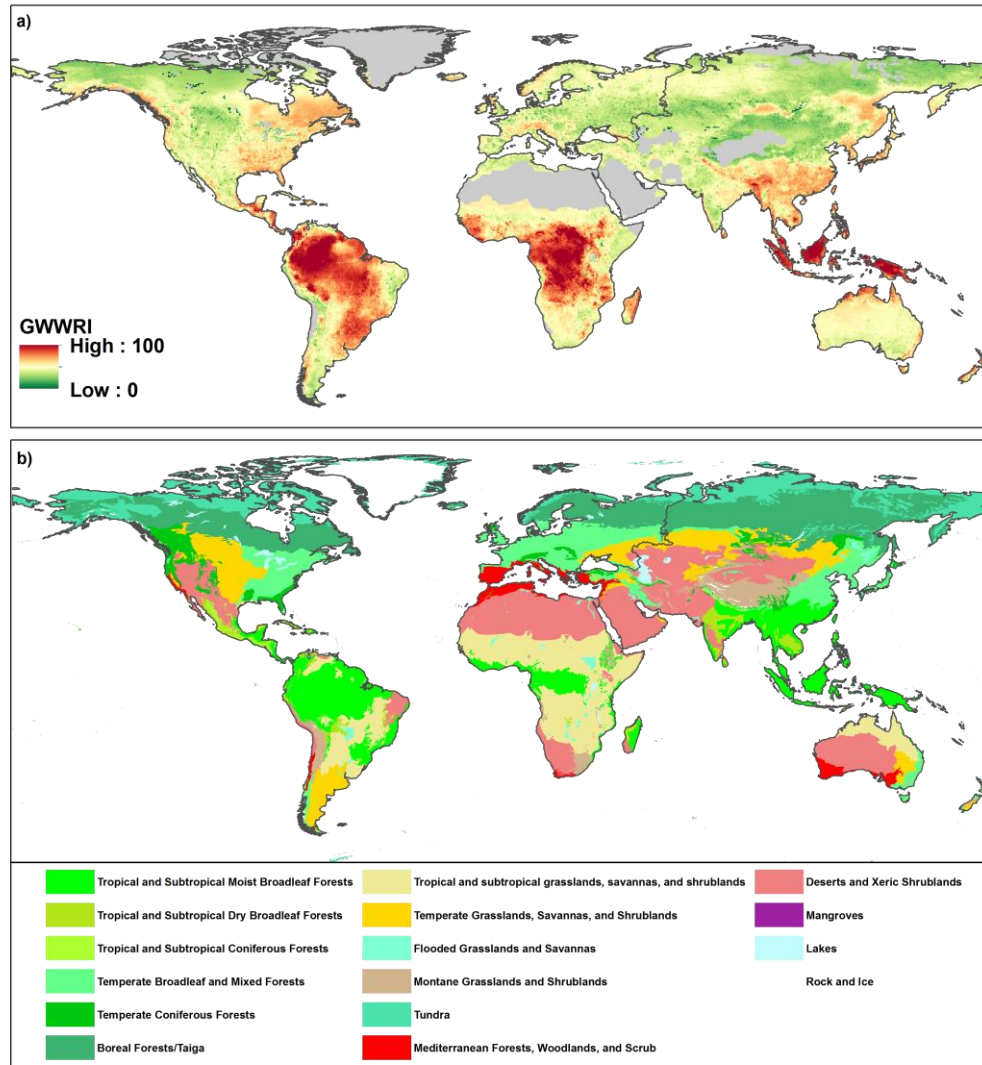 a)
GWWRI
High : 100
Low : 0
b)
Tropical and Subtropical Moist Broadleaf Forests
Tropical and subtropical grasslands, savannas, and shrublands
Deserts and Xeric Shrublands
Tropical and Subtropical Dry Broadleaf Forests
Temperate Grasslands, Savannas, and Shrublands
Mangroves
Tropical and Subtropical Coniferous Forests
Flooded Grasslands and Savannas
Lakes
Temperate Broadleaf and Mixed Forests
Montane Grasslands and Shrublands
Rock and Ice
Temperate Coniferous Forests
Tundra
Boreal Forests/Taiga
Mediterranean Forests, Woodlands, and Scrub